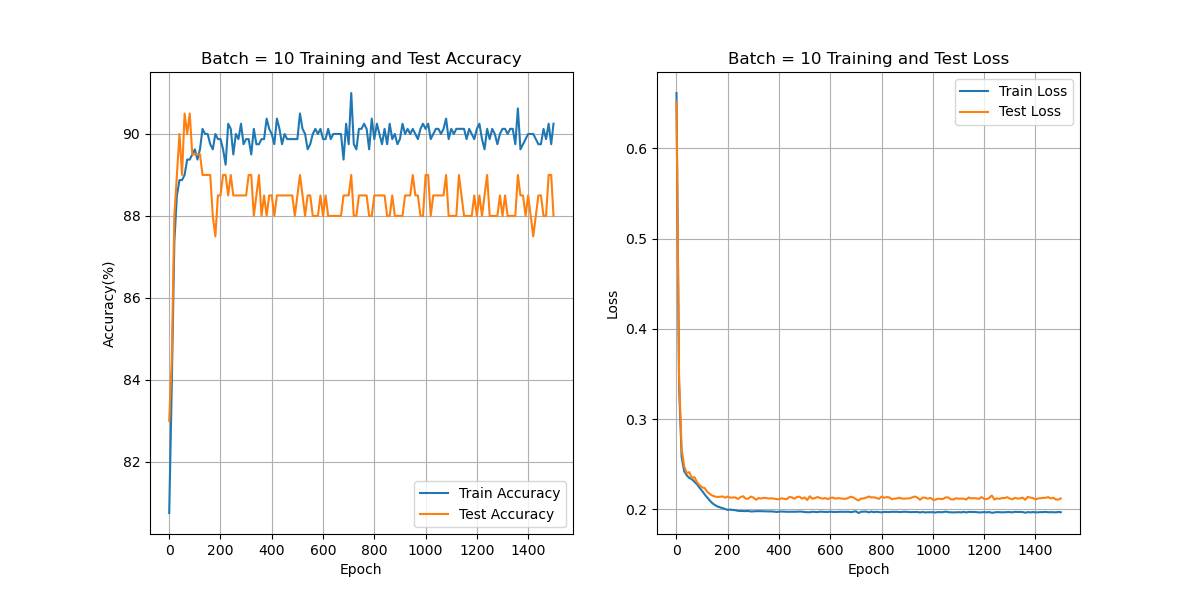 Batch = 10 Training and Test Accuracy
90
88
86
84
82
Accuracy(%)
Train Accuracy
Test Accuracy
0 200 400 600 800 1000 1200 1400
Epoch
Batch = 10 Training and Test Loss
Train Loss
Test Loss
0.6
0.5
0.4
0.3
0.2
Loss
0 200 400 600 800 1000 1200 1400
Epoch